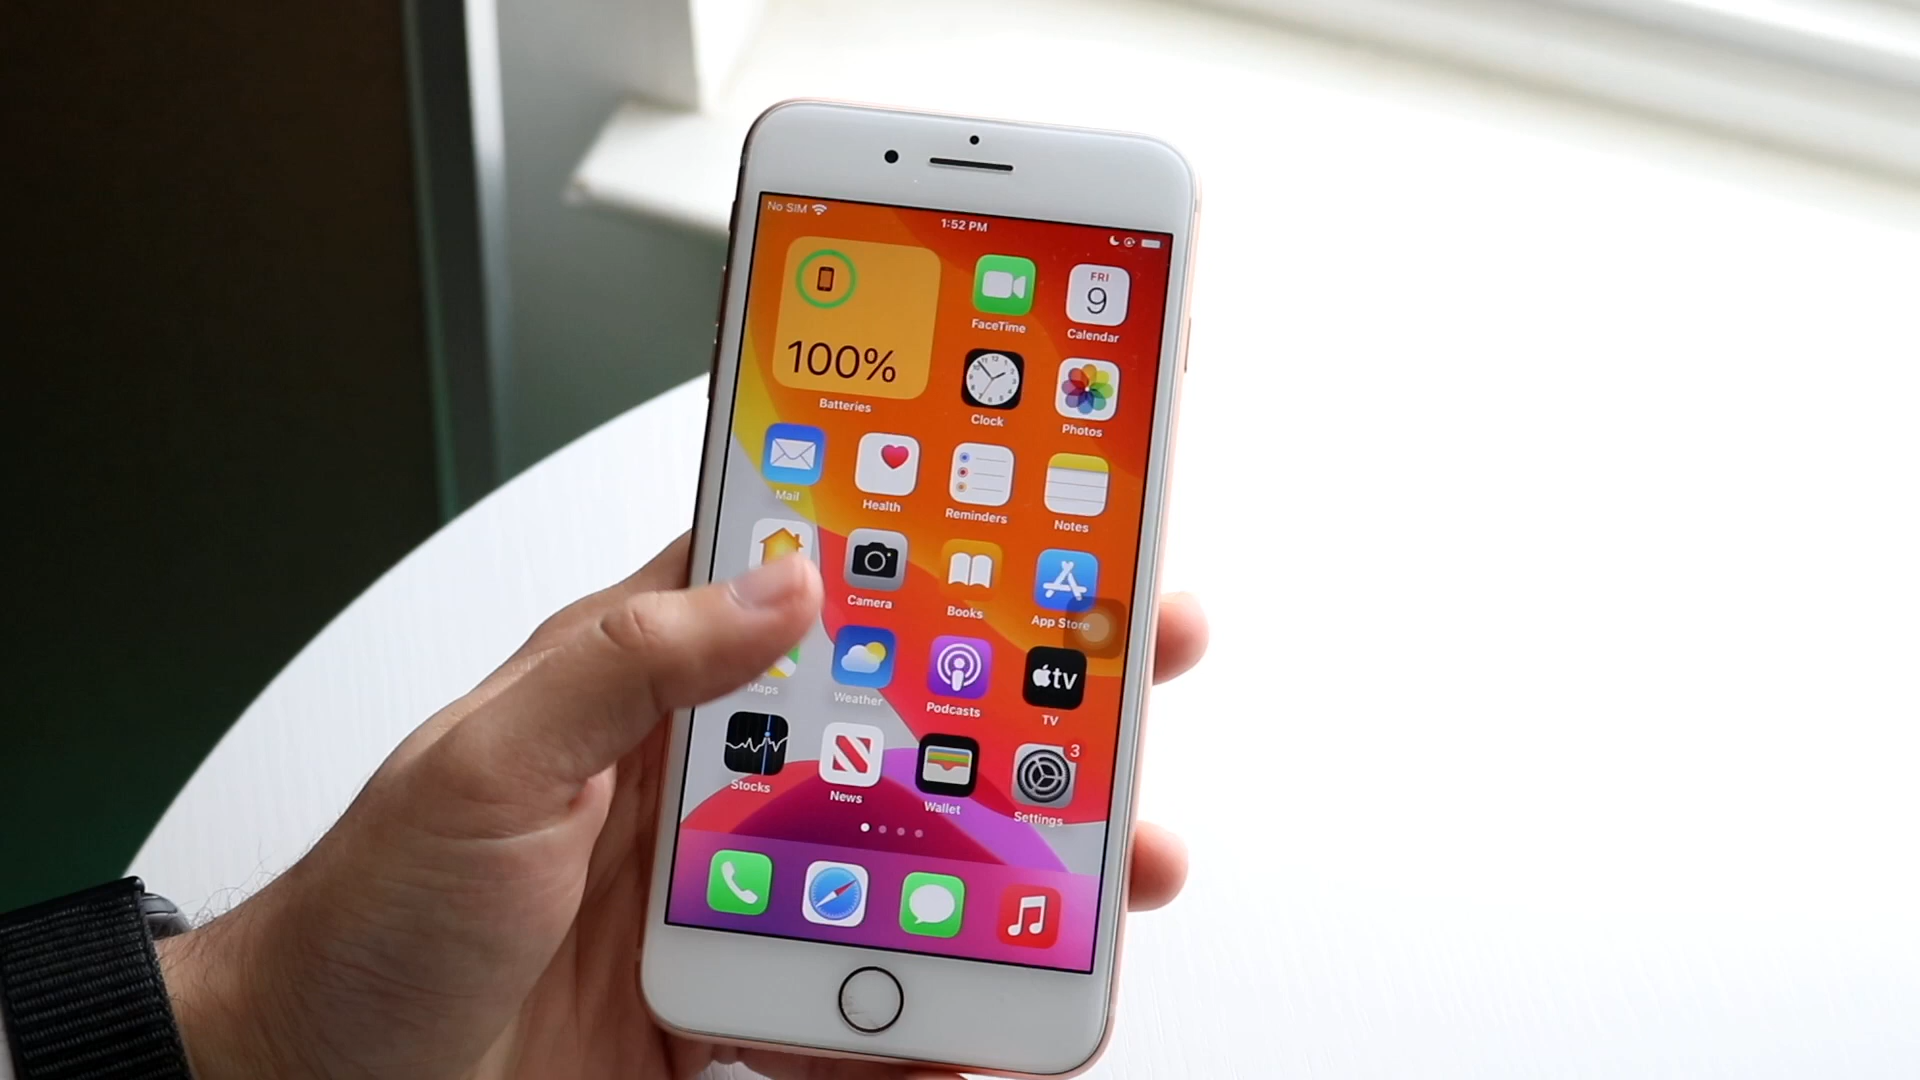 No SIM
1:52 PM
FRI
9
FaceTime
Calendar
100%
Batteries
Clock
Photos
Mail
Health
Reminders
Notes
Camera
Books
App Store
tv
Maps
Weather
Podcasts
TV
3
Stocks
News
Wallet
Settings